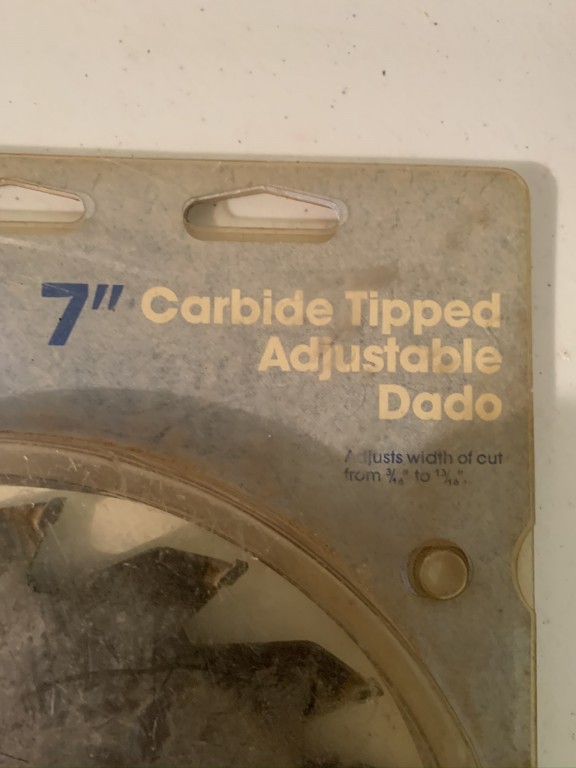 7" Carbide Tipped
Adjustable
Dado
Adjusts width of cut
from 3/16" to 13/16".